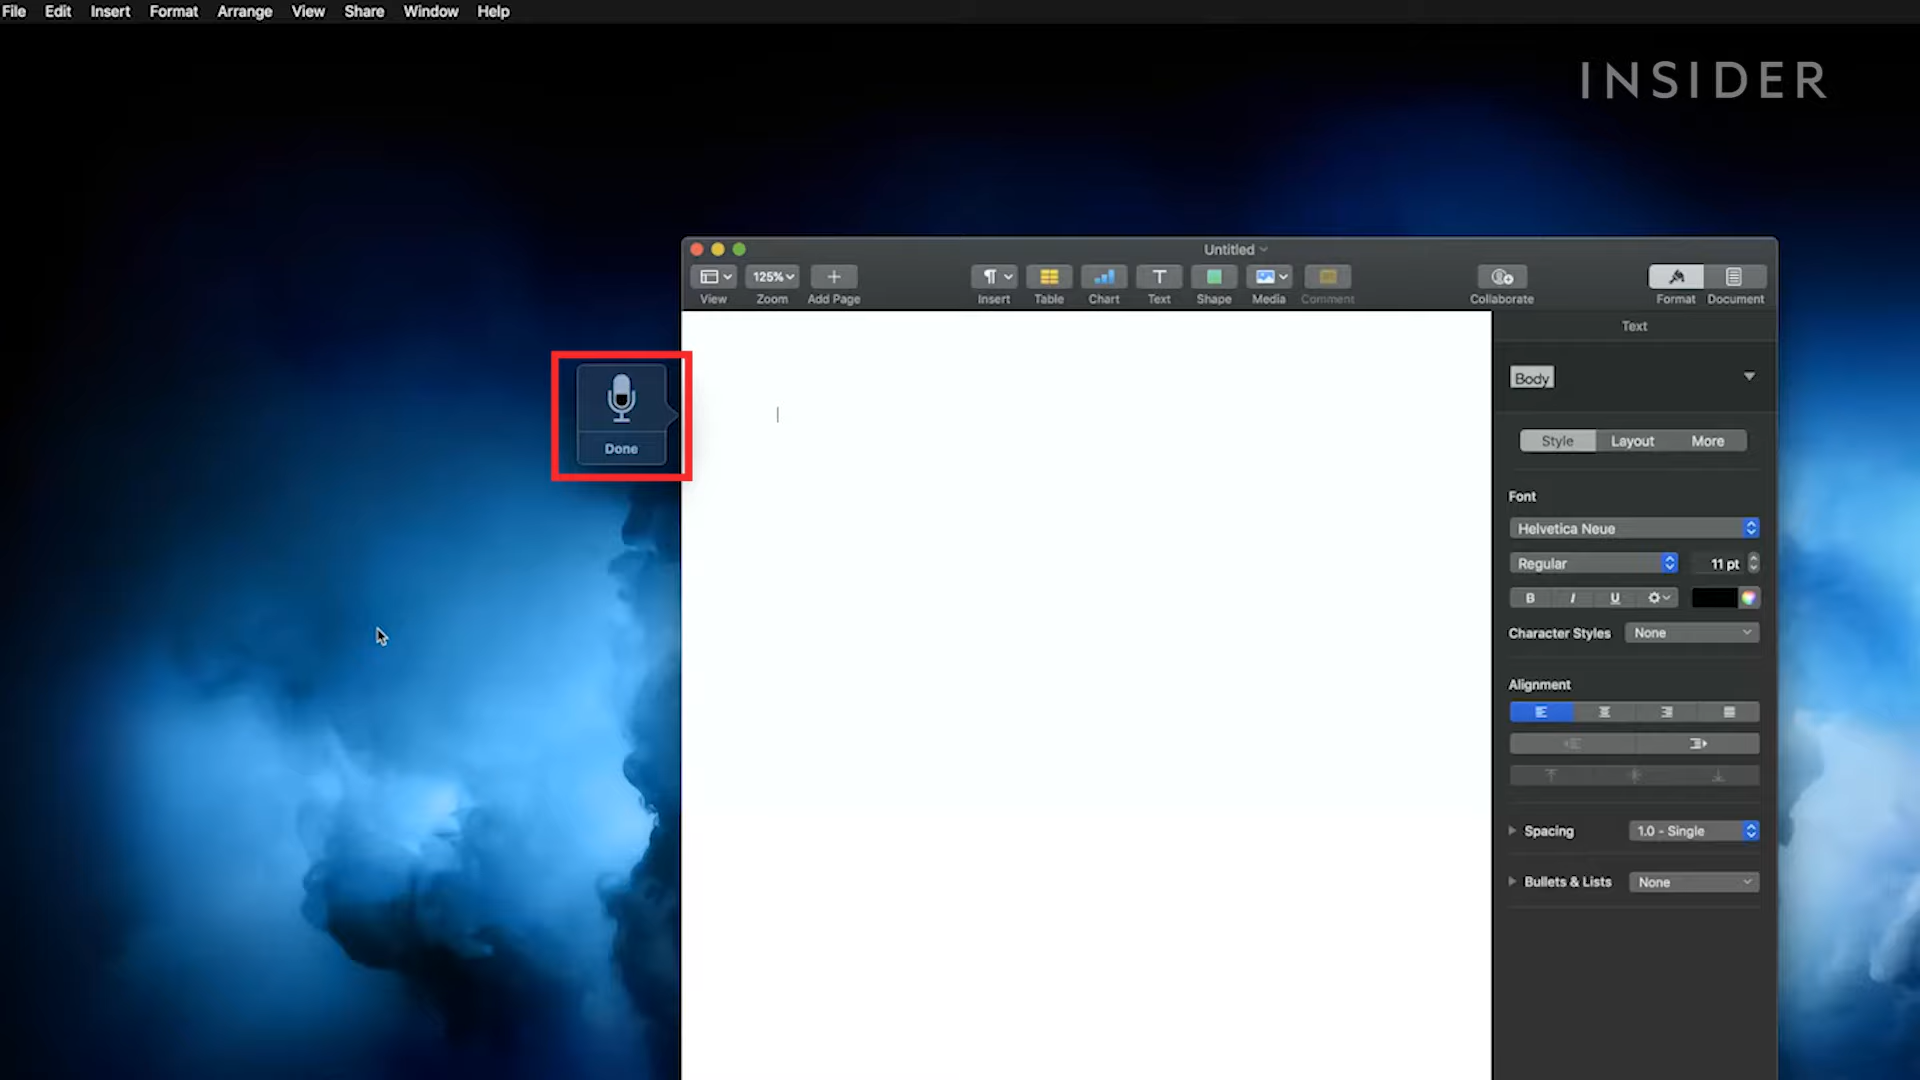 File Edit Insert Format Arrange View Share Window Help
INSIDER
Untitled
125%
View Zoom Add Page Insert Table Chart Text Shape Media Comment Collaborate Format Document
Text
Body
Done
Style Layout More
Font
Helvetica Neue
Regular 11 pt
B I U
Character Styles None
Alignment
Spacing 1.0 - Single
Bullets & Lists None